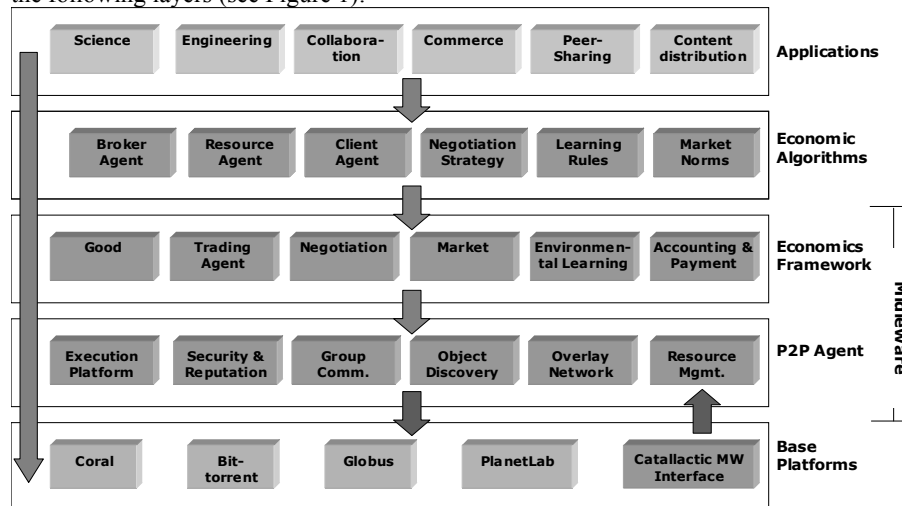 the following layers (see Figure 1):
Science
Engineering
Collabora-
tion
Commerce
Peer-
Sharing
Content
distribution
Applications
Broker
Agent
Resource
Agent
Client
Agent
Negotiation
Strategy
Learning
Rules
Market
Norms
Economic
Algorithms
Good
Trading
Agent
Negotiation
Market
Environmen-
tal Learning
Accounting &
Payment
Economics
Framework
Execution
Platform
Security &
Reputation
Group
Comm.
Object
Discovery
Overlay
Network
Resource
Mgmt.
P2P Agent
Middleware
Coral
Bit-
torrent
Globus
PlanetLab
Catallactic MW
Interface
Base
Platforms